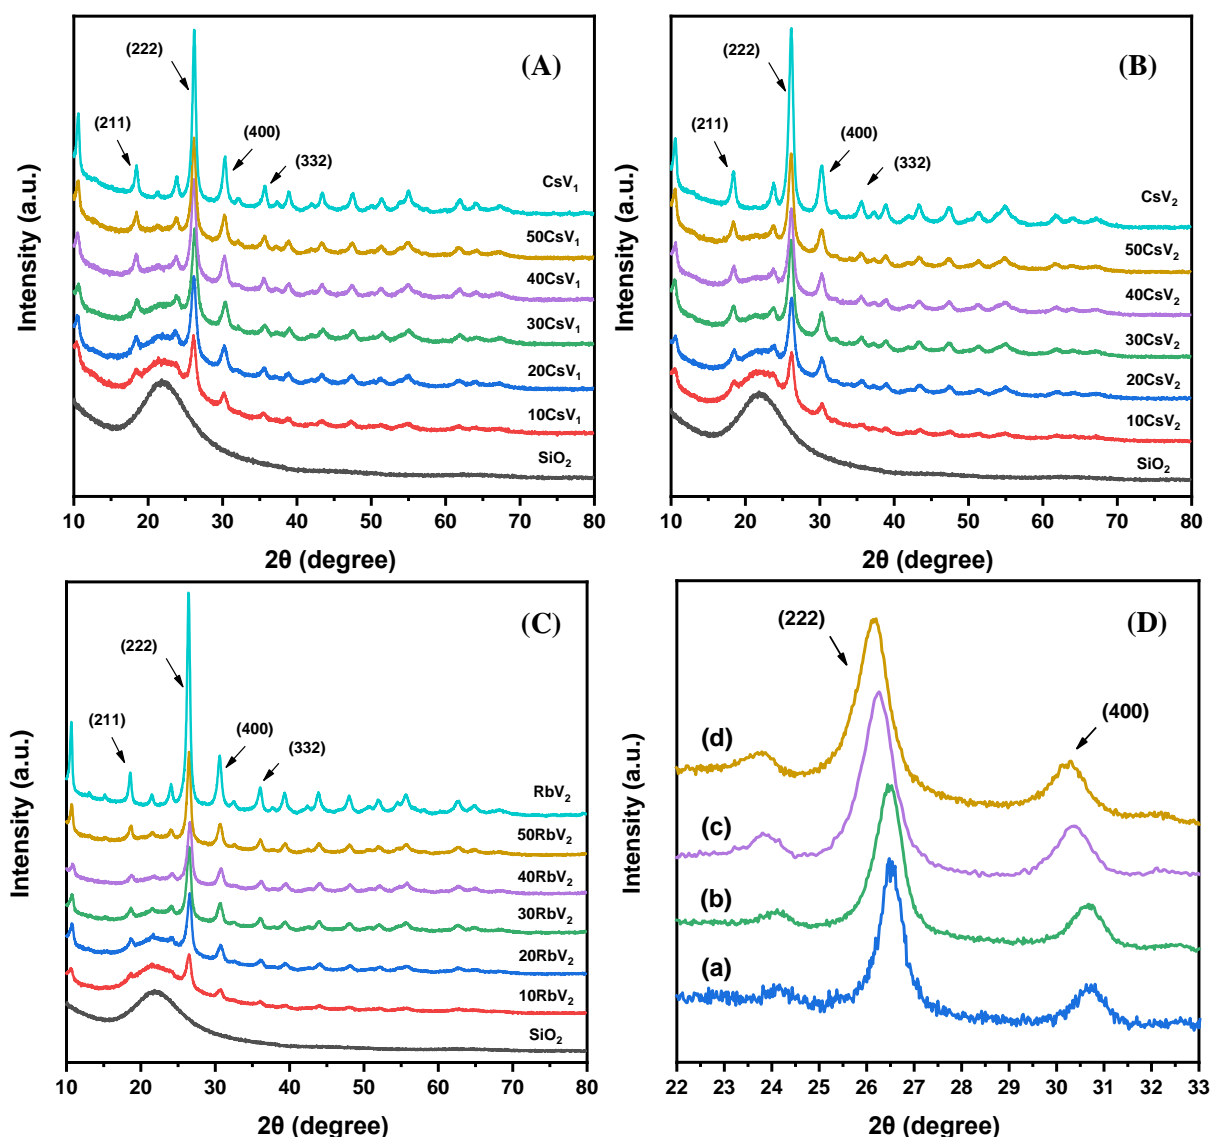 (A)
(222)
(211)
(400)
(332)
CsV₁
50CsV₁
40CsV₁
30CsV₁
20CsV₁
10CsV₁
SiO₂
Intensity (a.u.)
10 20 30 40 50 60 70 80
2θ (degree)
(B)
(222)
(211)
(400)
(332)
CsV₂
50CsV₂
40CsV₂
30CsV₂
20CsV₂
10CsV₂
SiO₂
Intensity (a.u.)
10 20 30 40 50 60 70 80
2θ (degree)
(C)
(222)
(211)
(400)
(332)
RbV₂
50RbV₂
40RbV₂
30RbV₂
20RbV₂
10RbV₂
SiO₂
Intensity (a.u.)
10 20 30 40 50 60 70 80
2θ (degree)
(D)
(222)
(400)
(d)
(c)
(b)
(a)
Intensity (a.u.)
22 23 24 25 26 27 28 29 30 31 32 33
2θ (degree)